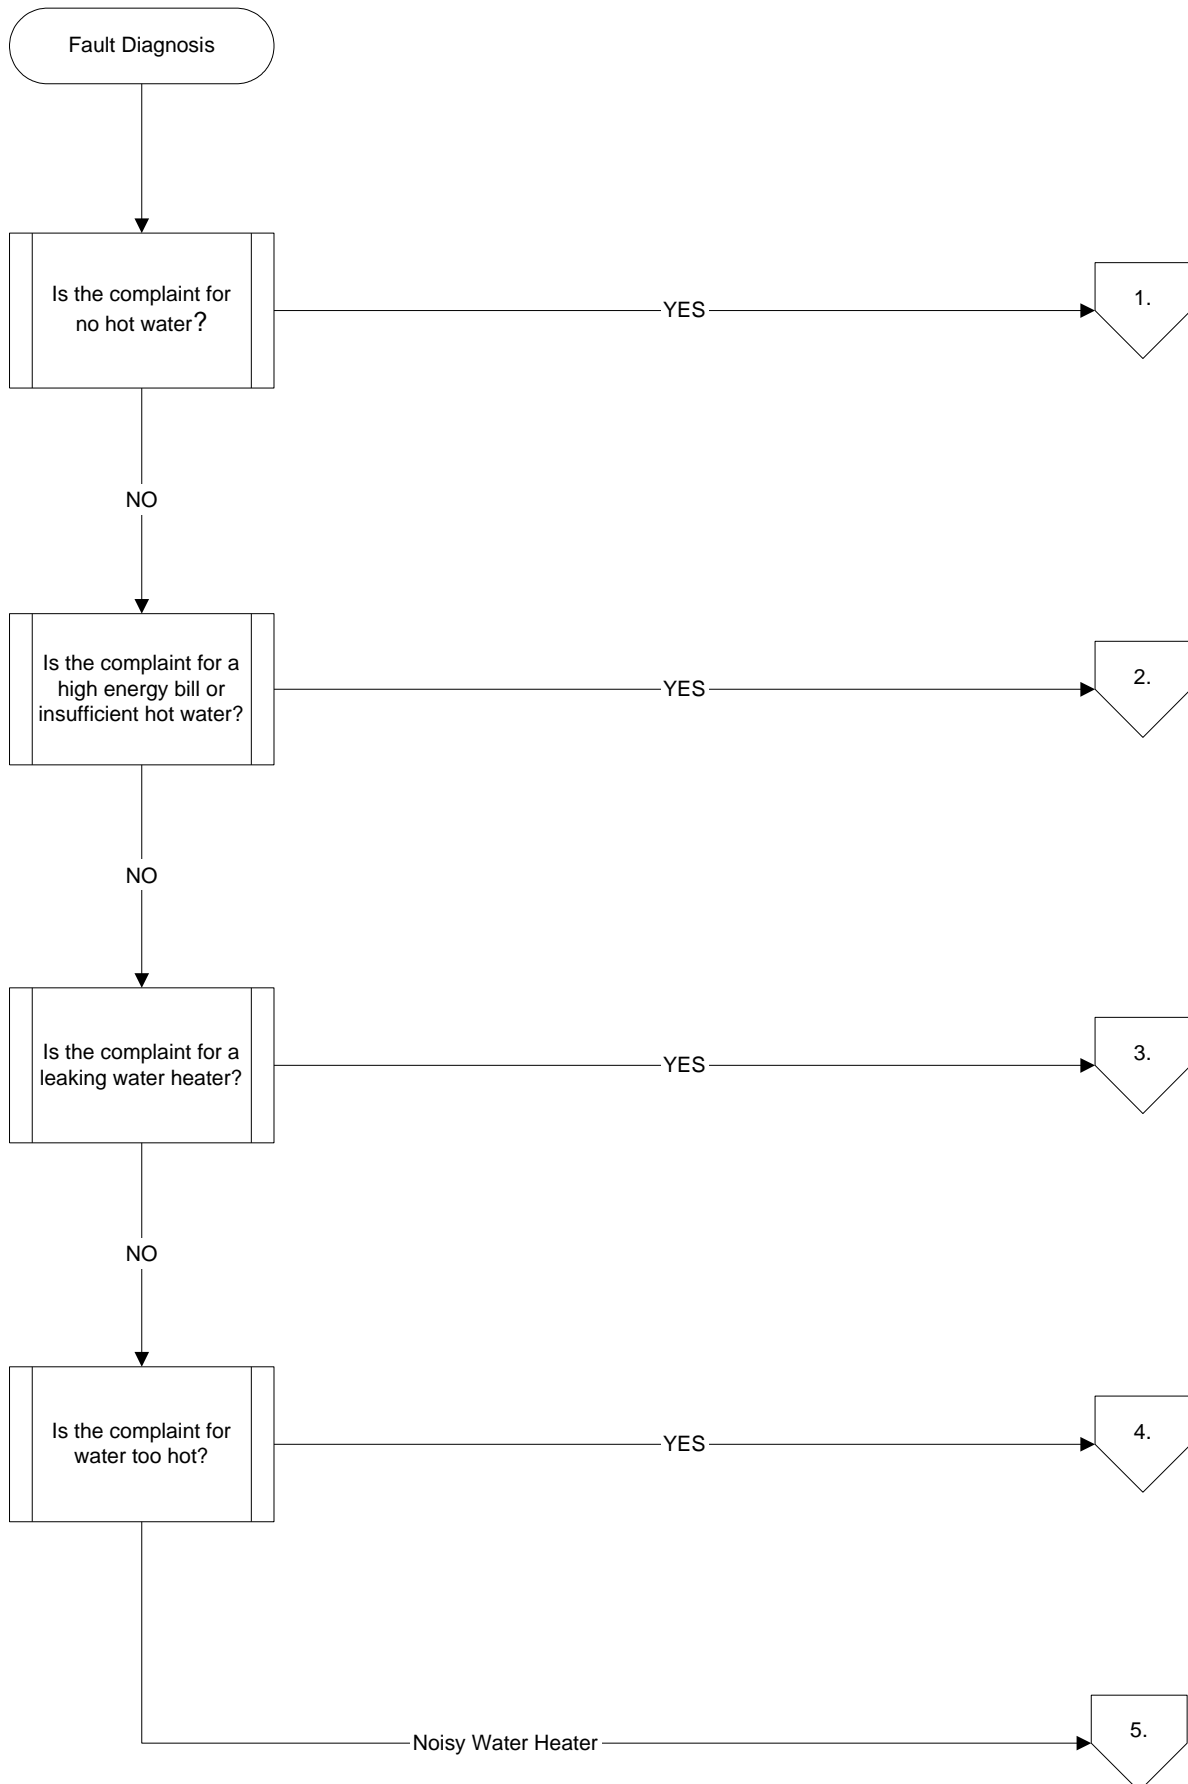 Fault Diagnosis
Is the complaint for
no hot water?
YES
1.
NO
Is the complaint for a
high energy bill or
insufficient hot water?
YES
2.
NO
Is the complaint for a
leaking water heater?
YES
3.
NO
Is the complaint for
water too hot?
YES
4.
Noisy Water Heater
5.